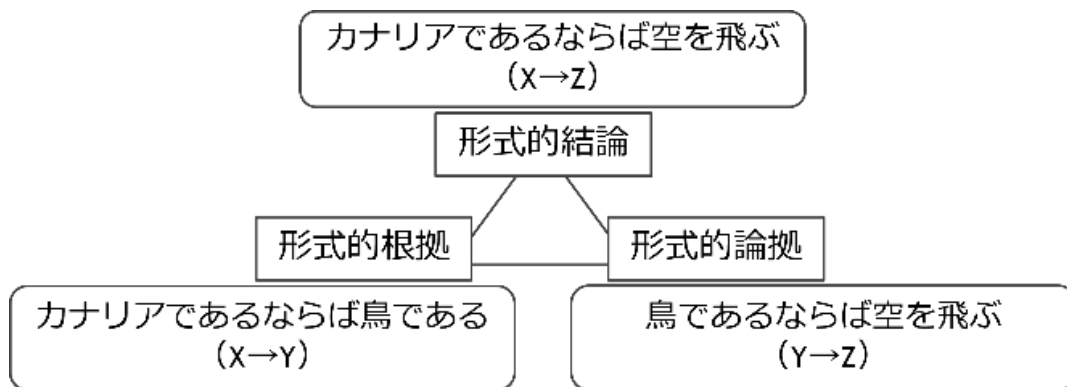 カナリアであるならば空を飛ぶ
（X→Z）
形式的結論
形式的根拠
形式的論拠
カナリアであるならば鳥である
（X→Y）
鳥であるならば空を飛ぶ
（Y→Z）